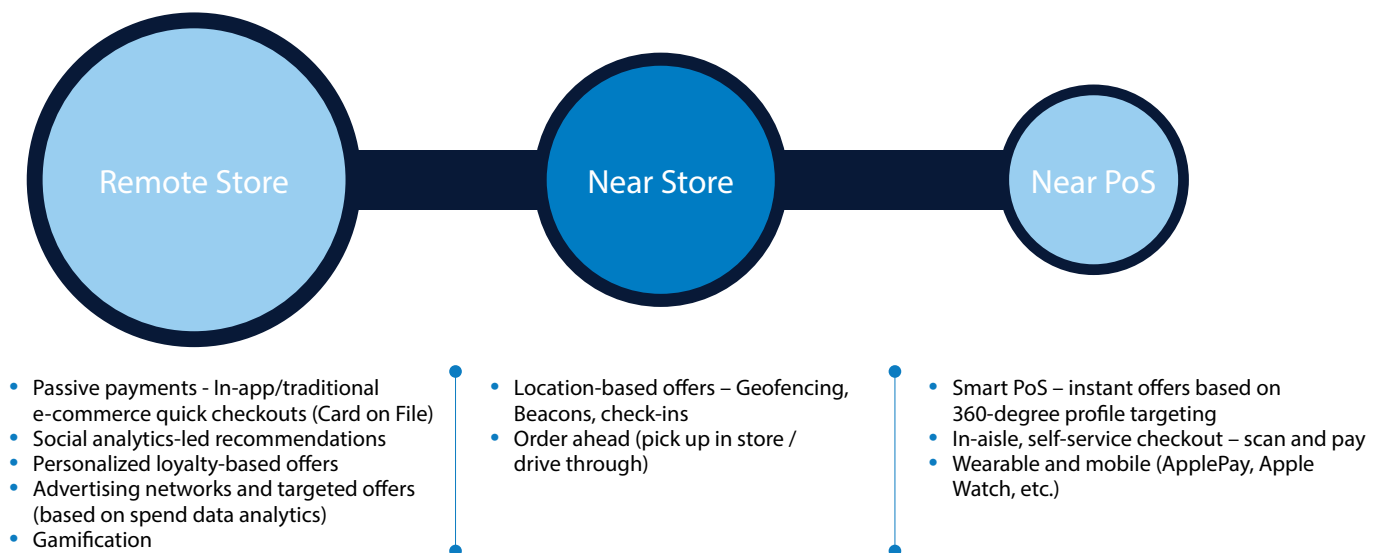 Remote Store
Near Store
Near PoS
• Passive payments - In-app/traditional
e-commerce quick checkouts (Card on File)
• Social analytics-led recommendations
• Personalized loyalty-based offers
• Advertising networks and targeted offers
(based on spend data analytics)
• Gamification
• Location-based offers – Geofencing,
Beacons, check-ins
• Order ahead (pick up in store /
drive through)
• Smart PoS – instant offers based on
360-degree profile targeting
• In-aisle, self-service checkout – scan and pay
• Wearable and mobile (ApplePay, Apple
Watch, etc.)